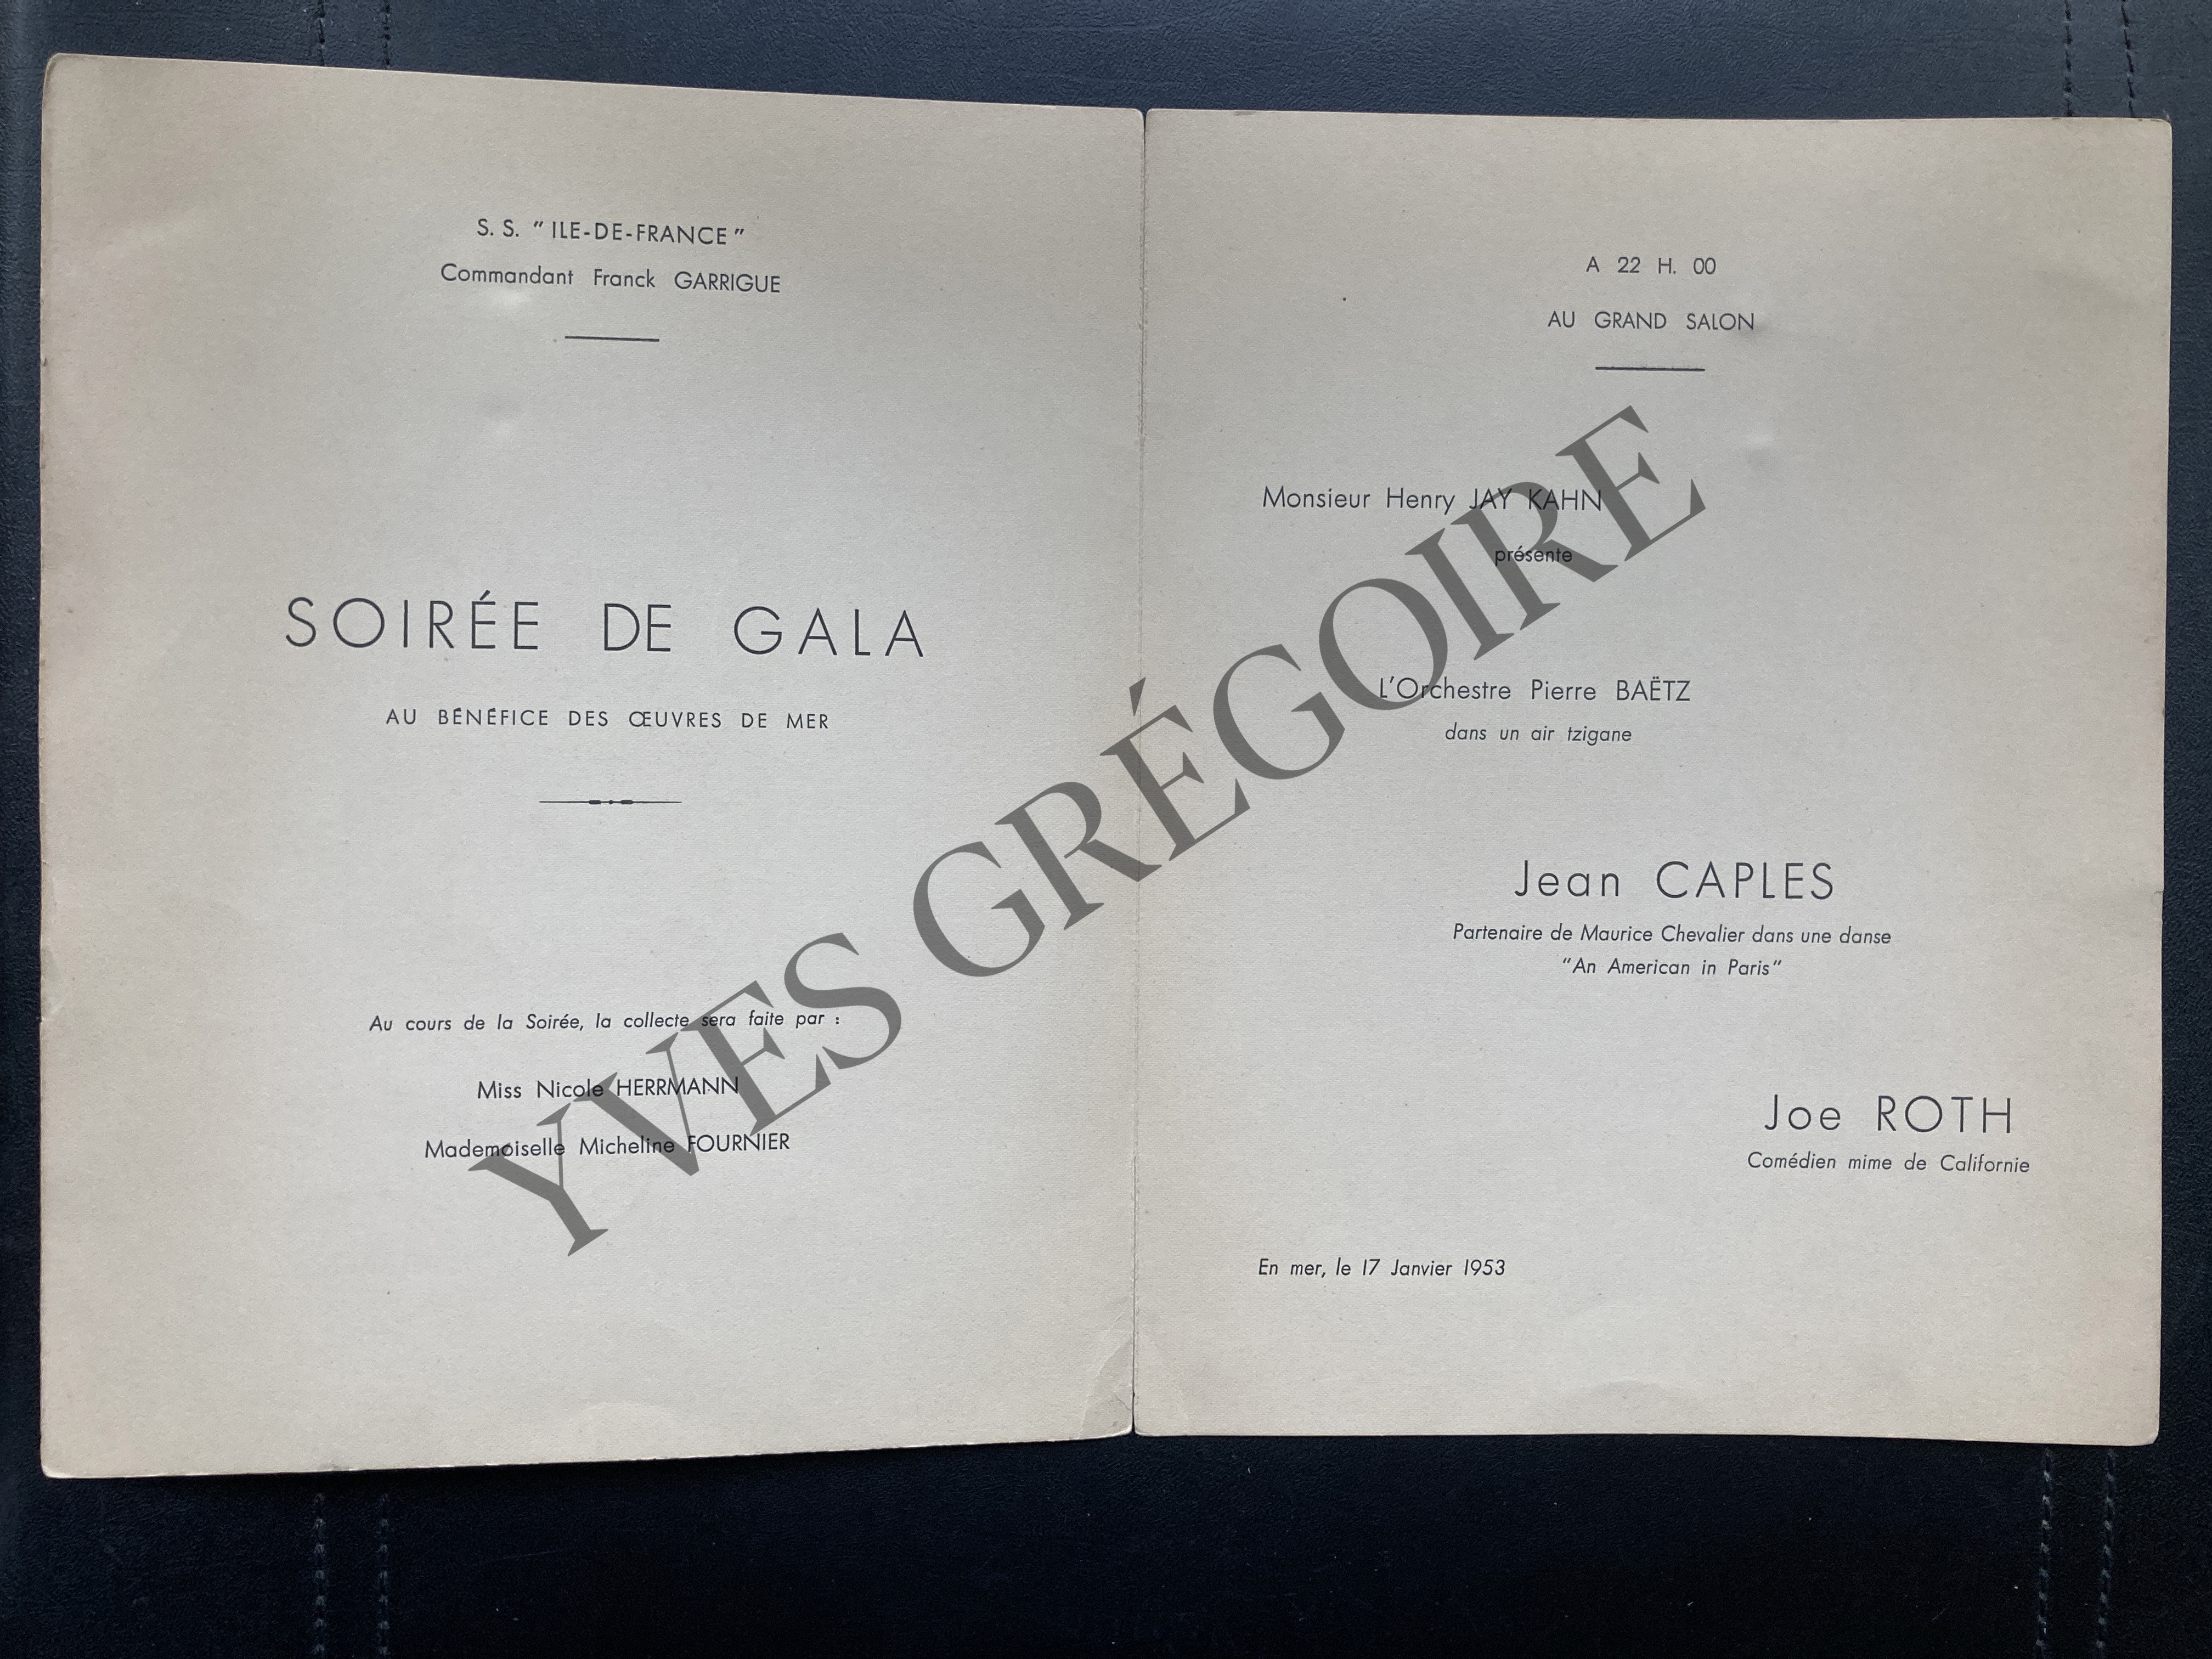 S. S. " ILE-DE-FRANCE "
Commandant Franck GARRIGUE
SOIRÉE DE GALA
AU BÉNÉFICE DES ŒUVRES DE MER
Au cours de la Soirée, la collecte sera faite par :
Miss Nicole HERRMANN
Mademoiselle Micheline FOURNIER
A 22 H. 00
AU GRAND SALON
Monsieur Henry JAY KAHN
présente
L'Orchestre Pierre BAËTZ
dans un air tzigane
Jean CAPLES
Partenaire de Maurice Chevalier dans une danse
"An American in Paris"
Joe ROTH
Comédien mime de Californie
En mer, le 17 Janvier 1953
YVES GRÉGOIRE